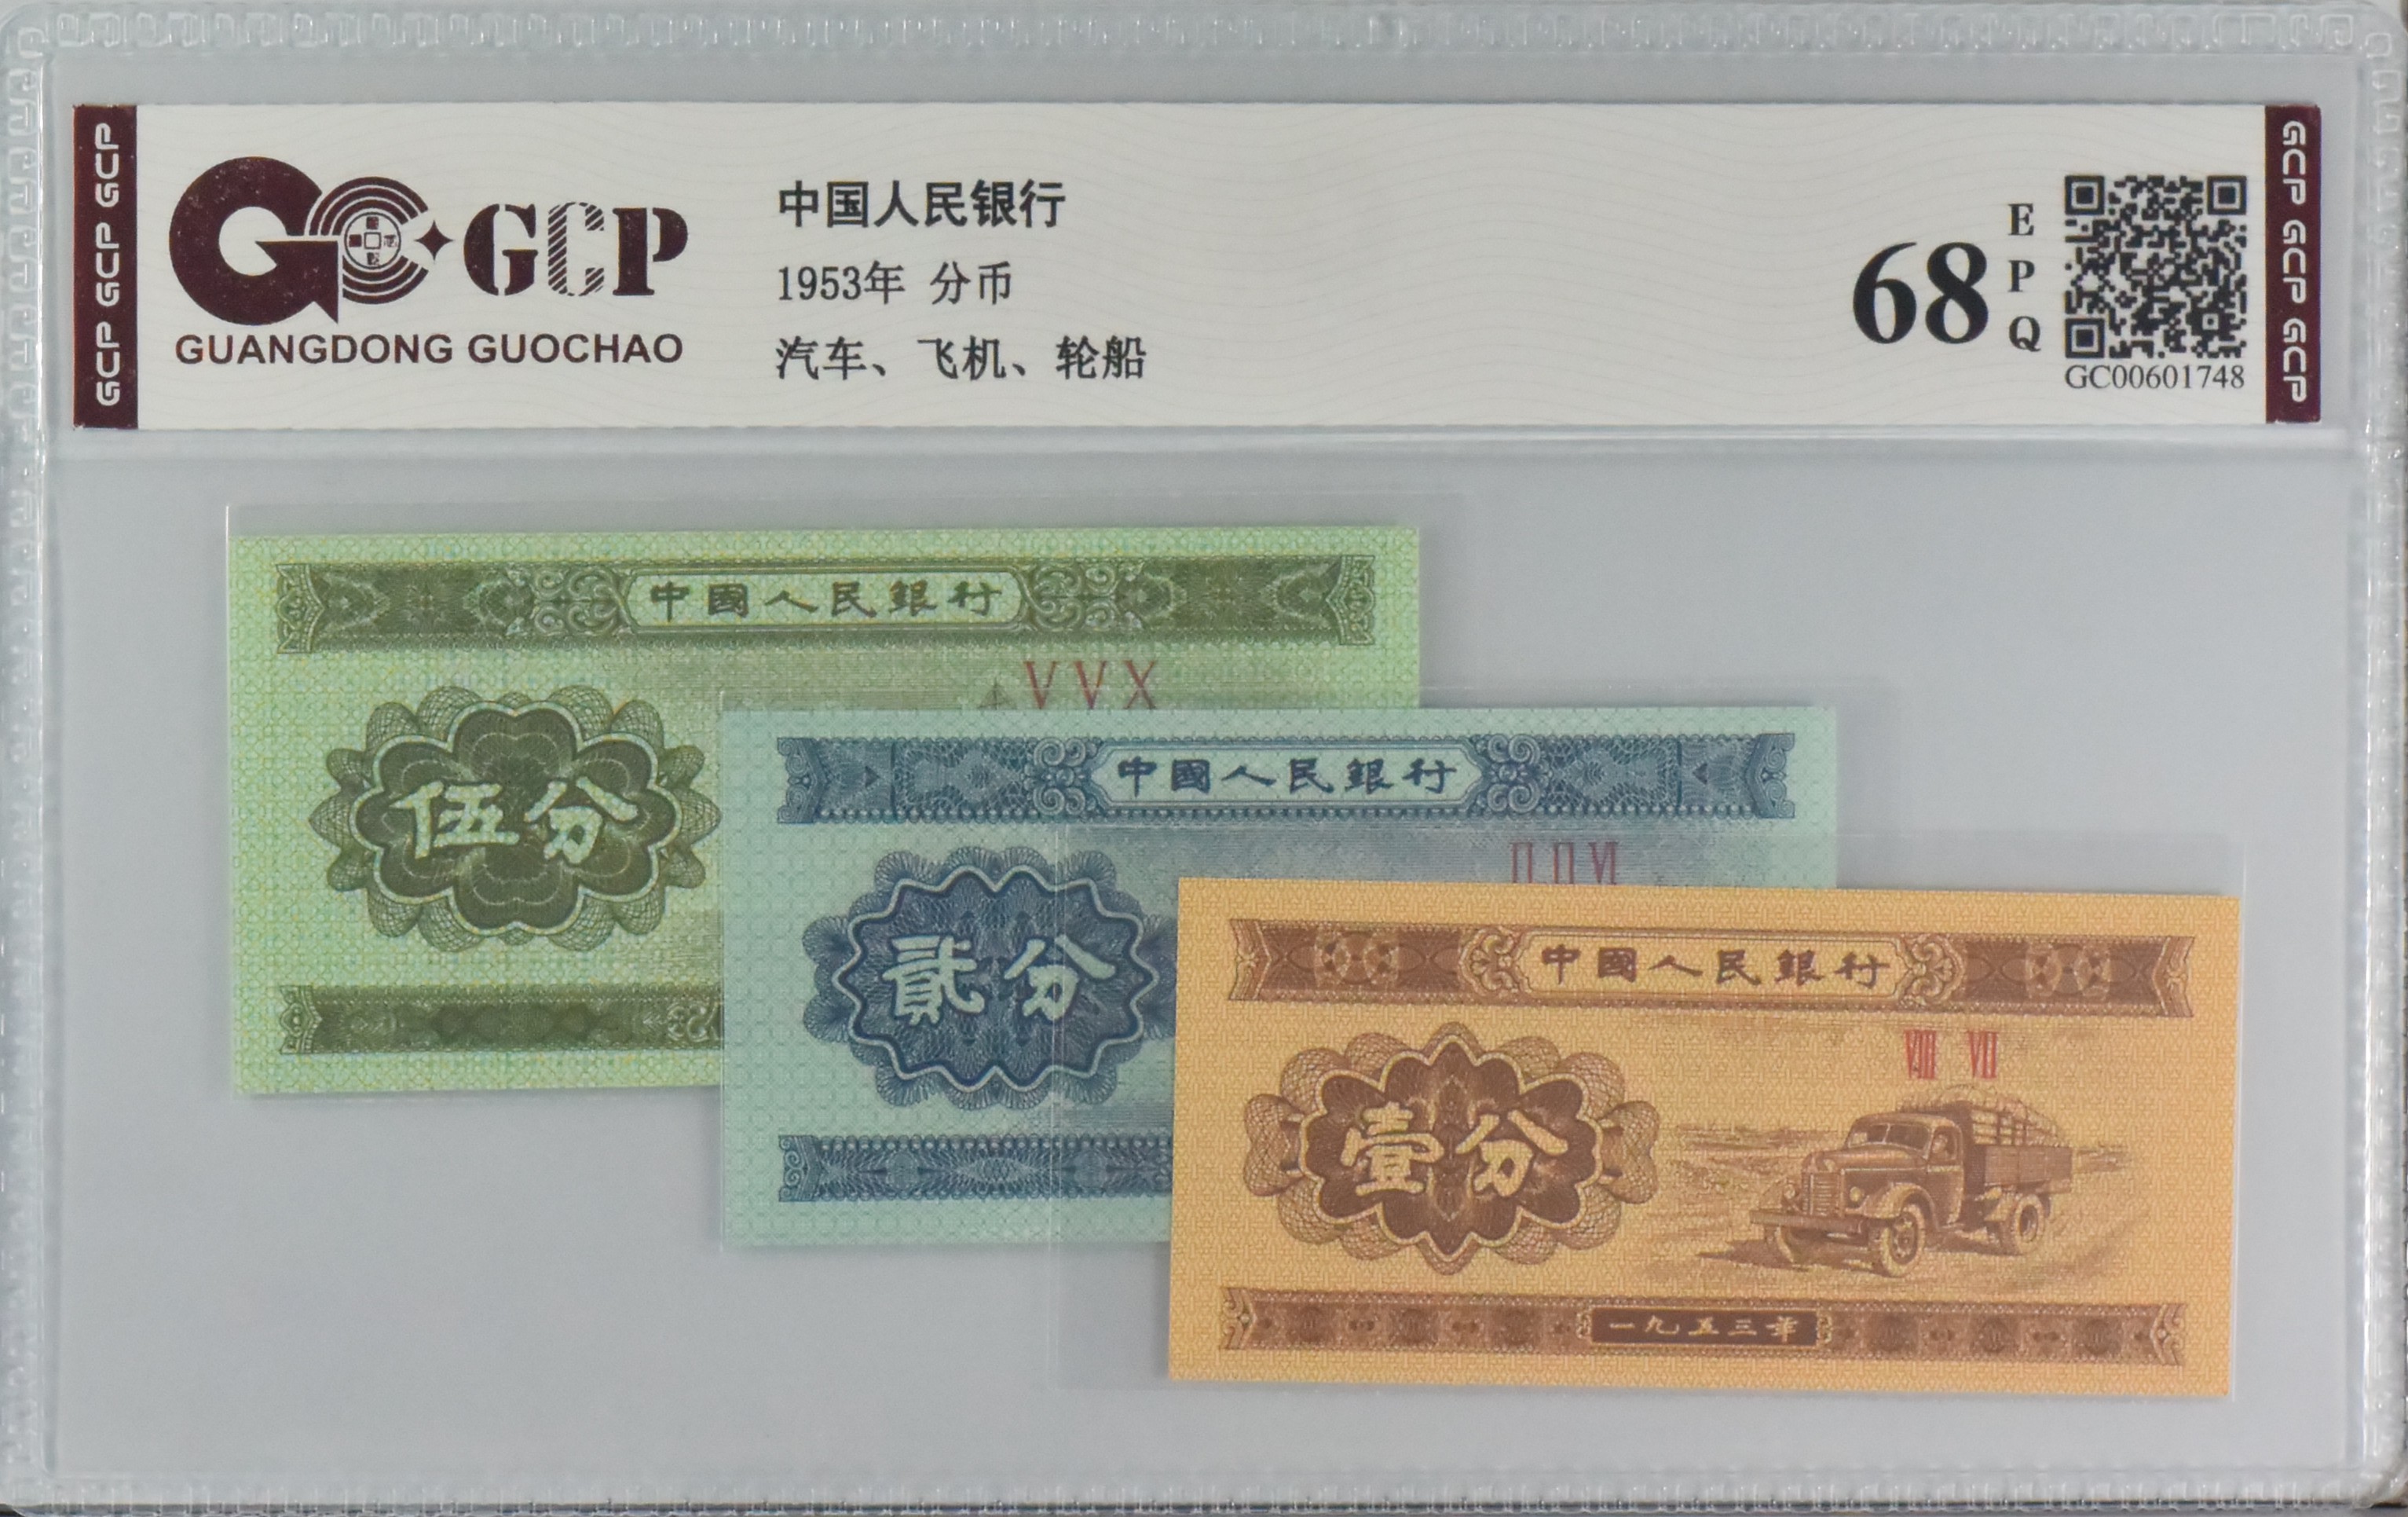 GCP GCP GCP
GCP
GUANGDONG GUOCHAO
中国人民银行
1953年 分币
汽车、飞机、轮船
68
EPQ
GC00601748
GCP GCP GCP
中國人民銀行
V V X
伍分
中國人民銀行
II II VI
貳分
中國人民銀行
VIII VII
壹分
一九五三年